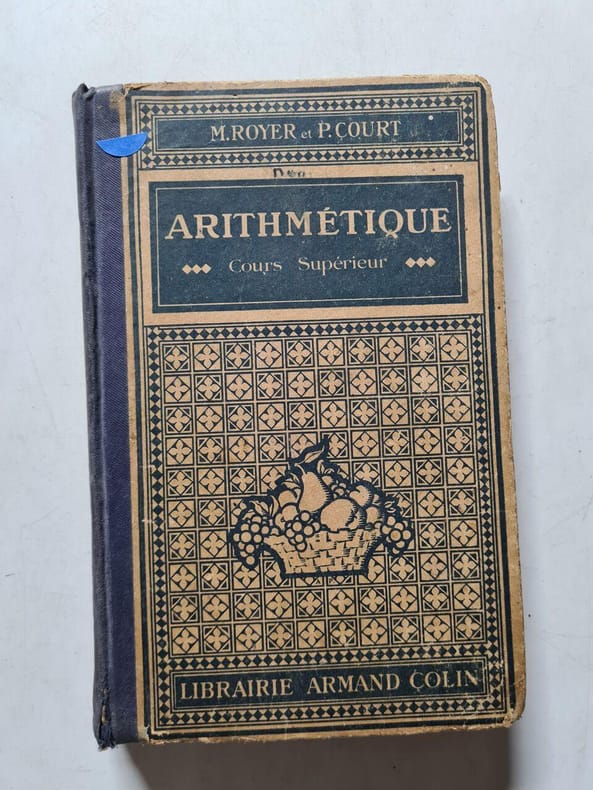 M. ROYER et P. COURT
ARITHMÉTIQUE
Cours Supérieur
LIBRAIRIE ARMAND COLIN